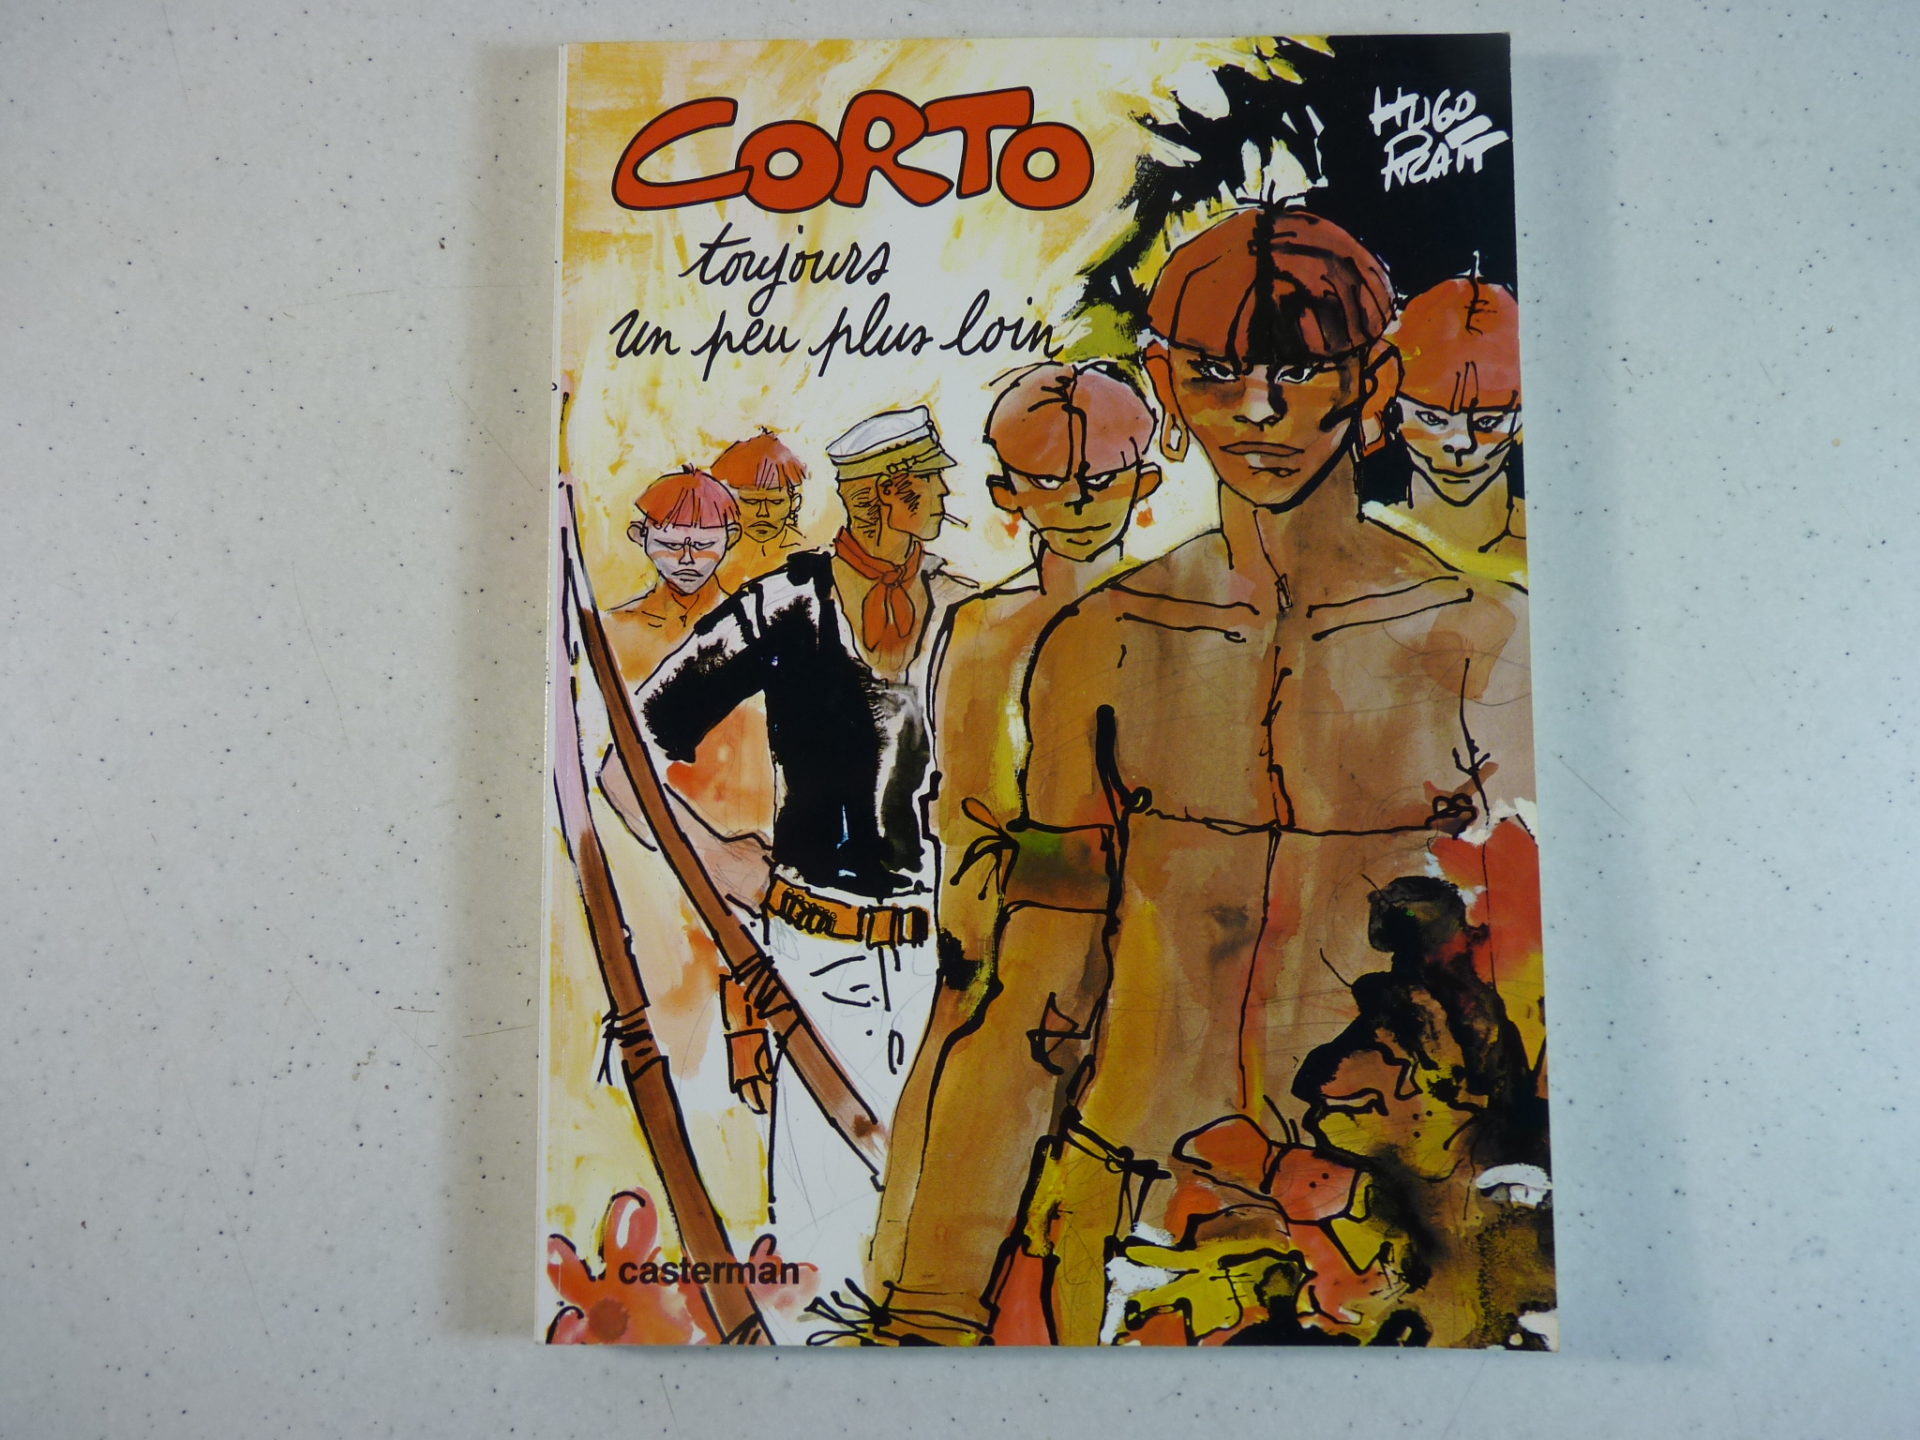 CORTO
toujours
un peu plus loin
HUGO
PRATT
casterman